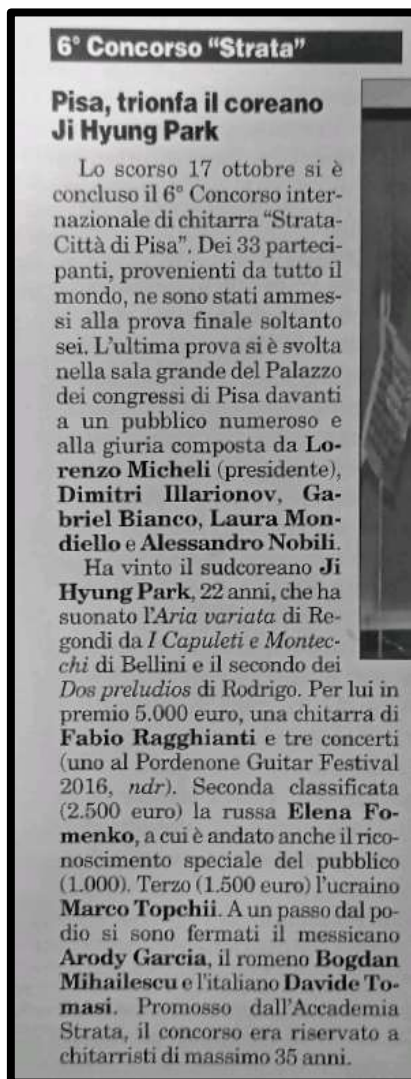 6° Concorso “Strata”
Pisa, trionfa il coreano
Ji Hyung Park
Lo scorso 17 ottobre si è
concluso il 6° Concorso inter-
nazionale di chitarra “Strata-
Città di Pisa”. Dei 33 parteci-
panti, provenienti da tutto il
mondo, ne sono stati ammes-
si alla prova finale soltanto
sei. L’ultima prova si è svolta
nella sala grande del Palazzo
dei congressi di Pisa davanti
a un pubblico numeroso e
alla giuria composta da Lo-
renzo Micheli (presidente),
Dimitri Illarionov, Ga-
briel Bianco, Laura Mon-
diello e Alessandro Nobili.
Ha vinto il sudcoreano Ji
Hyung Park, 22 anni, che ha
suonato l’Aria variata di Re-
gondi da I Capuleti e Montec-
chi di Bellini e il secondo dei
Dos preludios di Rodrigo. Per lui in
premio 5.000 euro, una chitarra di
Fabio Ragghianti e tre concerti
(uno al Pordenone Guitar Festival
2016, ndr). Seconda classificata
(2.500 euro) la russa Elena Fo-
menko, a cui è andato anche il rico-
noscimento speciale del pubblico
(1.000). Terzo (1.500 euro) l’ucraino
Marco Topchii. A un passo dal po-
dio si sono fermati il messicano
Arody Garcia, il romeno Bogdan
Mihailescu e l’italiano Davide To-
masi. Promosso dall’Accademia
Strata, il concorso era riservato a
chitarristi di massimo 35 anni.